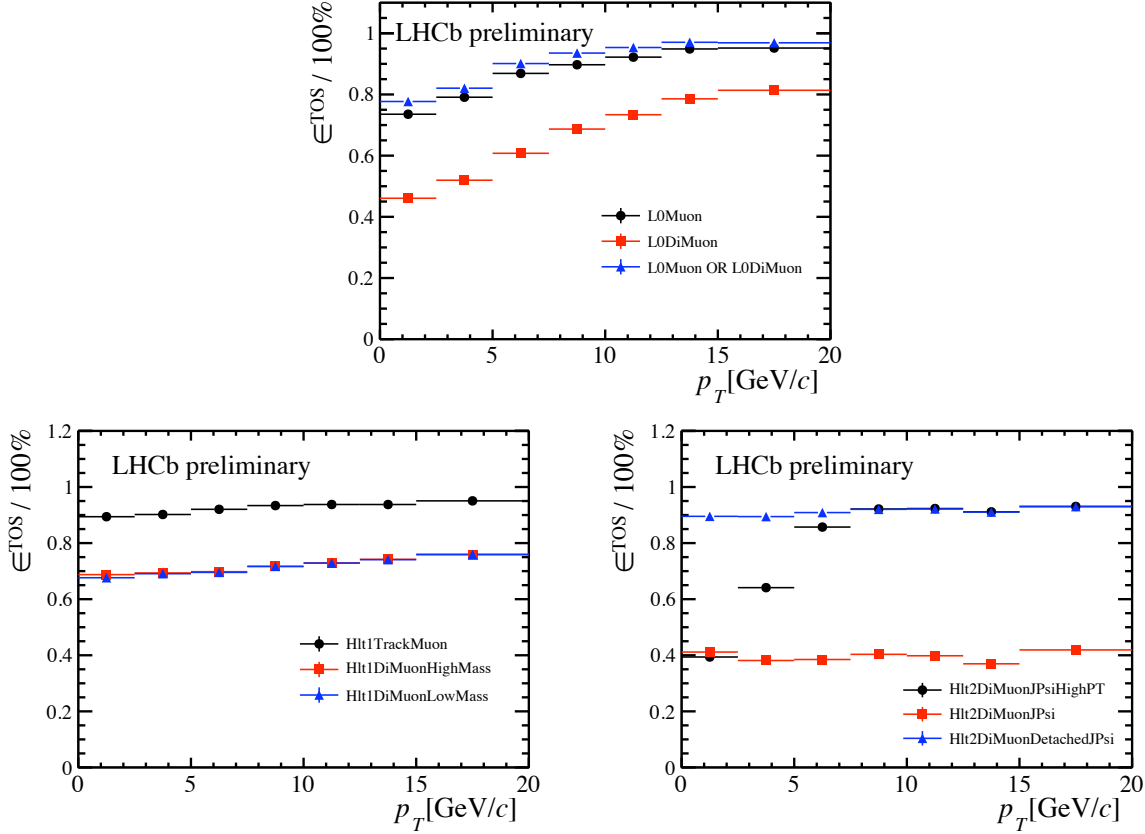 LHCb preliminary
∈TOS / 100%
1
0.8
0.6
0.4
0.2
0
L0Muon
L0DiMuon
L0Muon OR L0DiMuon
0 5 10 15 20
pT[GeV/c]
LHCb preliminary
∈TOS / 100%
1.2
1
0.8
0.6
0.4
0.2
0
Hlt1TrackMuon
Hlt1DiMuonHighMass
Hlt1DiMuonLowMass
0 5 10 15 20
pT[GeV/c]
LHCb preliminary
∈TOS / 100%
1.2
1
0.8
0.6
0.4
0.2
0
Hlt2DiMuonJPsiHighPT
Hlt2DiMuonJPsi
Hlt2DiMuonDetachedJPsi
0 5 10 15 20
pT[GeV/c]